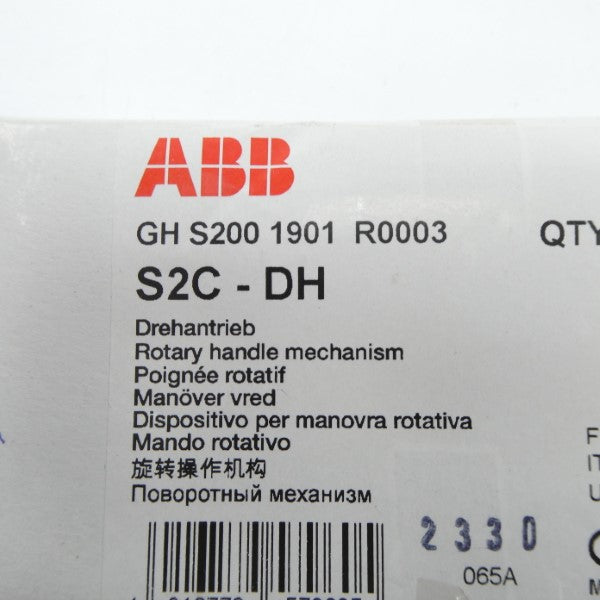 ABB
GH S200 1901 R0003 QTY
S2C - DH
Drehantrieb
Rotary handle mechanism
Poignée rotatif
Manöver vred
Dispositivo per manovra rotativa
Mando rotativo
旋转操作机构
Поворотный механизм
2330
065A